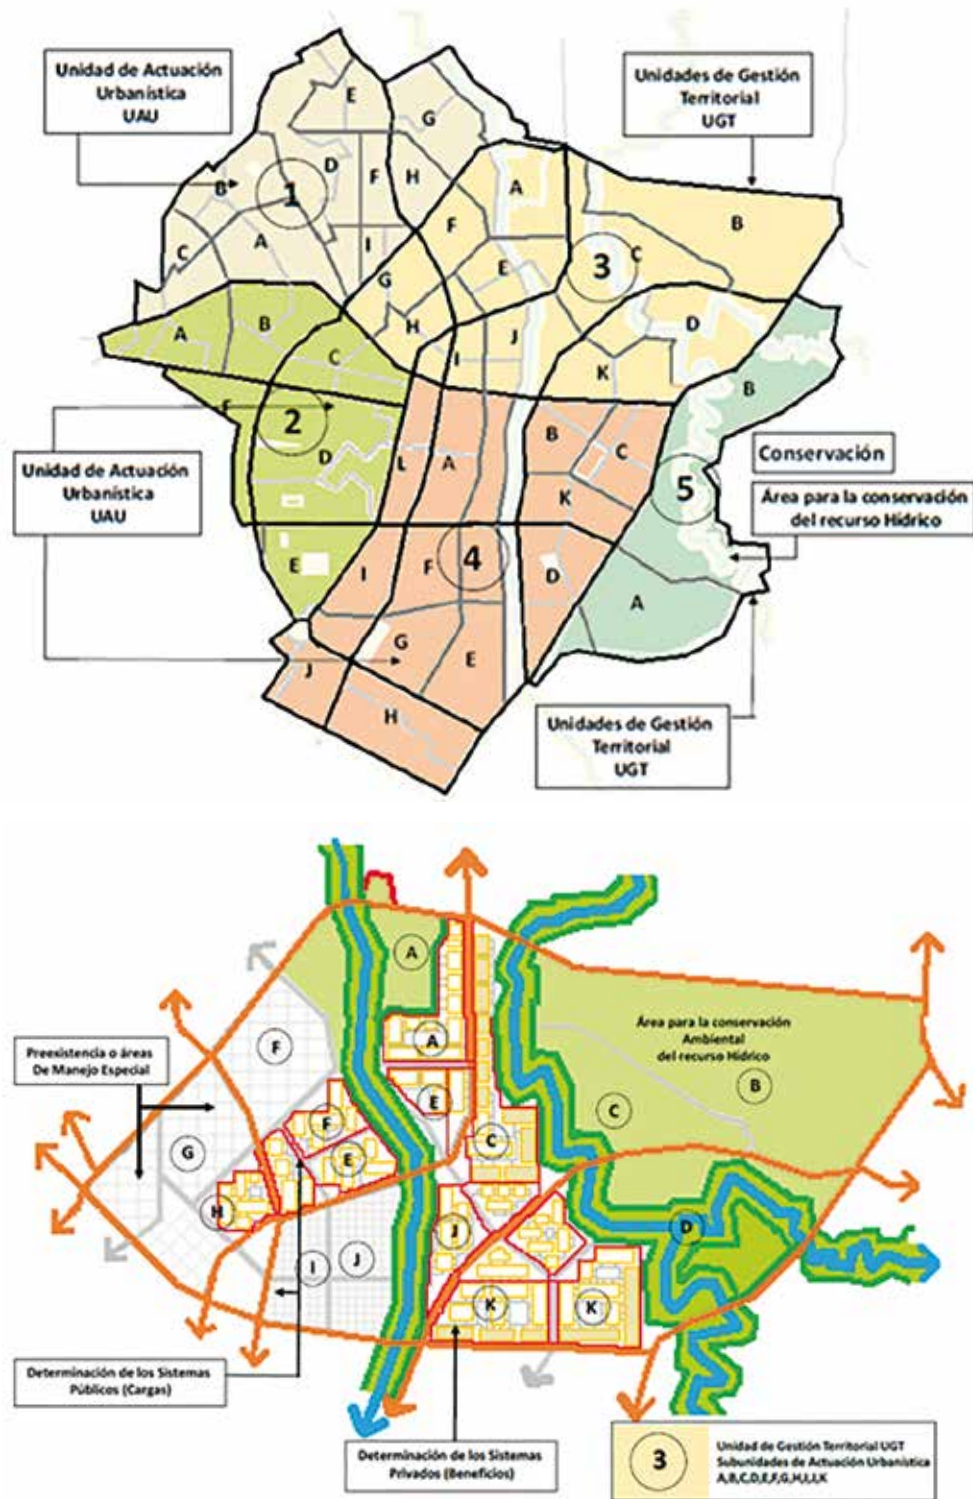 Unidad de Actuación
Urbanística
UAU
Unidades de Gestión
Territorial
UGT
E
G
D
F
H
A
B
B
1
F
C
A
I
C
3
E
G
A
B
C
H
J
I
D
K
B
F
2
B
C
5
D
L
A
K
Conservación
Unidad de Actuación
Urbanística
UAU
Área para la conservación
del recurso Hídrico
4
E
I
F
D
A
G
E
J
H
Unidades de Gestión
Territorial
UGT
A
F
A
Área para la conservación
Ambiental
del recurso Hídrico
Preexistencia o áreas
De Manejo Especial
B
E
C
F
C
G
E
H
J
D
I
J
K
K
Determinación de los Sistemas
Públicos (Cargas)
Determinación de los Sistemas
Privados (Beneficios)
3
Unidad de Gestión Territorial UGT
Subunidades de Actuación Urbanística
A,B,C,D,E,F,G,H,I,J,K